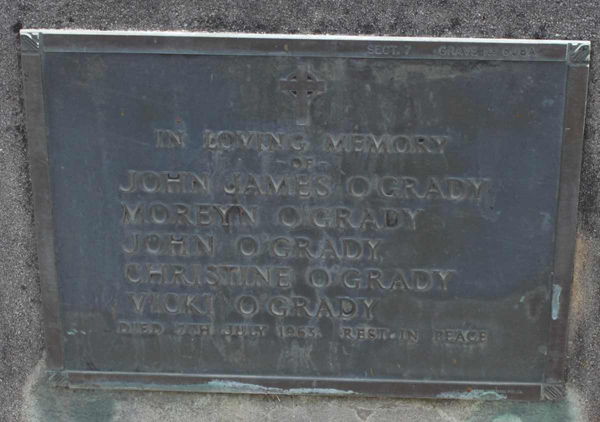 SECT. 7 GRAVE
IN LOVING MEMORY
OF
JOHN JAMES O'GRADY,
MOREYN O'GRADY
JOHN O'GRADY,
CHRISTINE O'GRADY
VICKI O'GRADY
DIED 7TH JULY 1963. REST IN PEACE